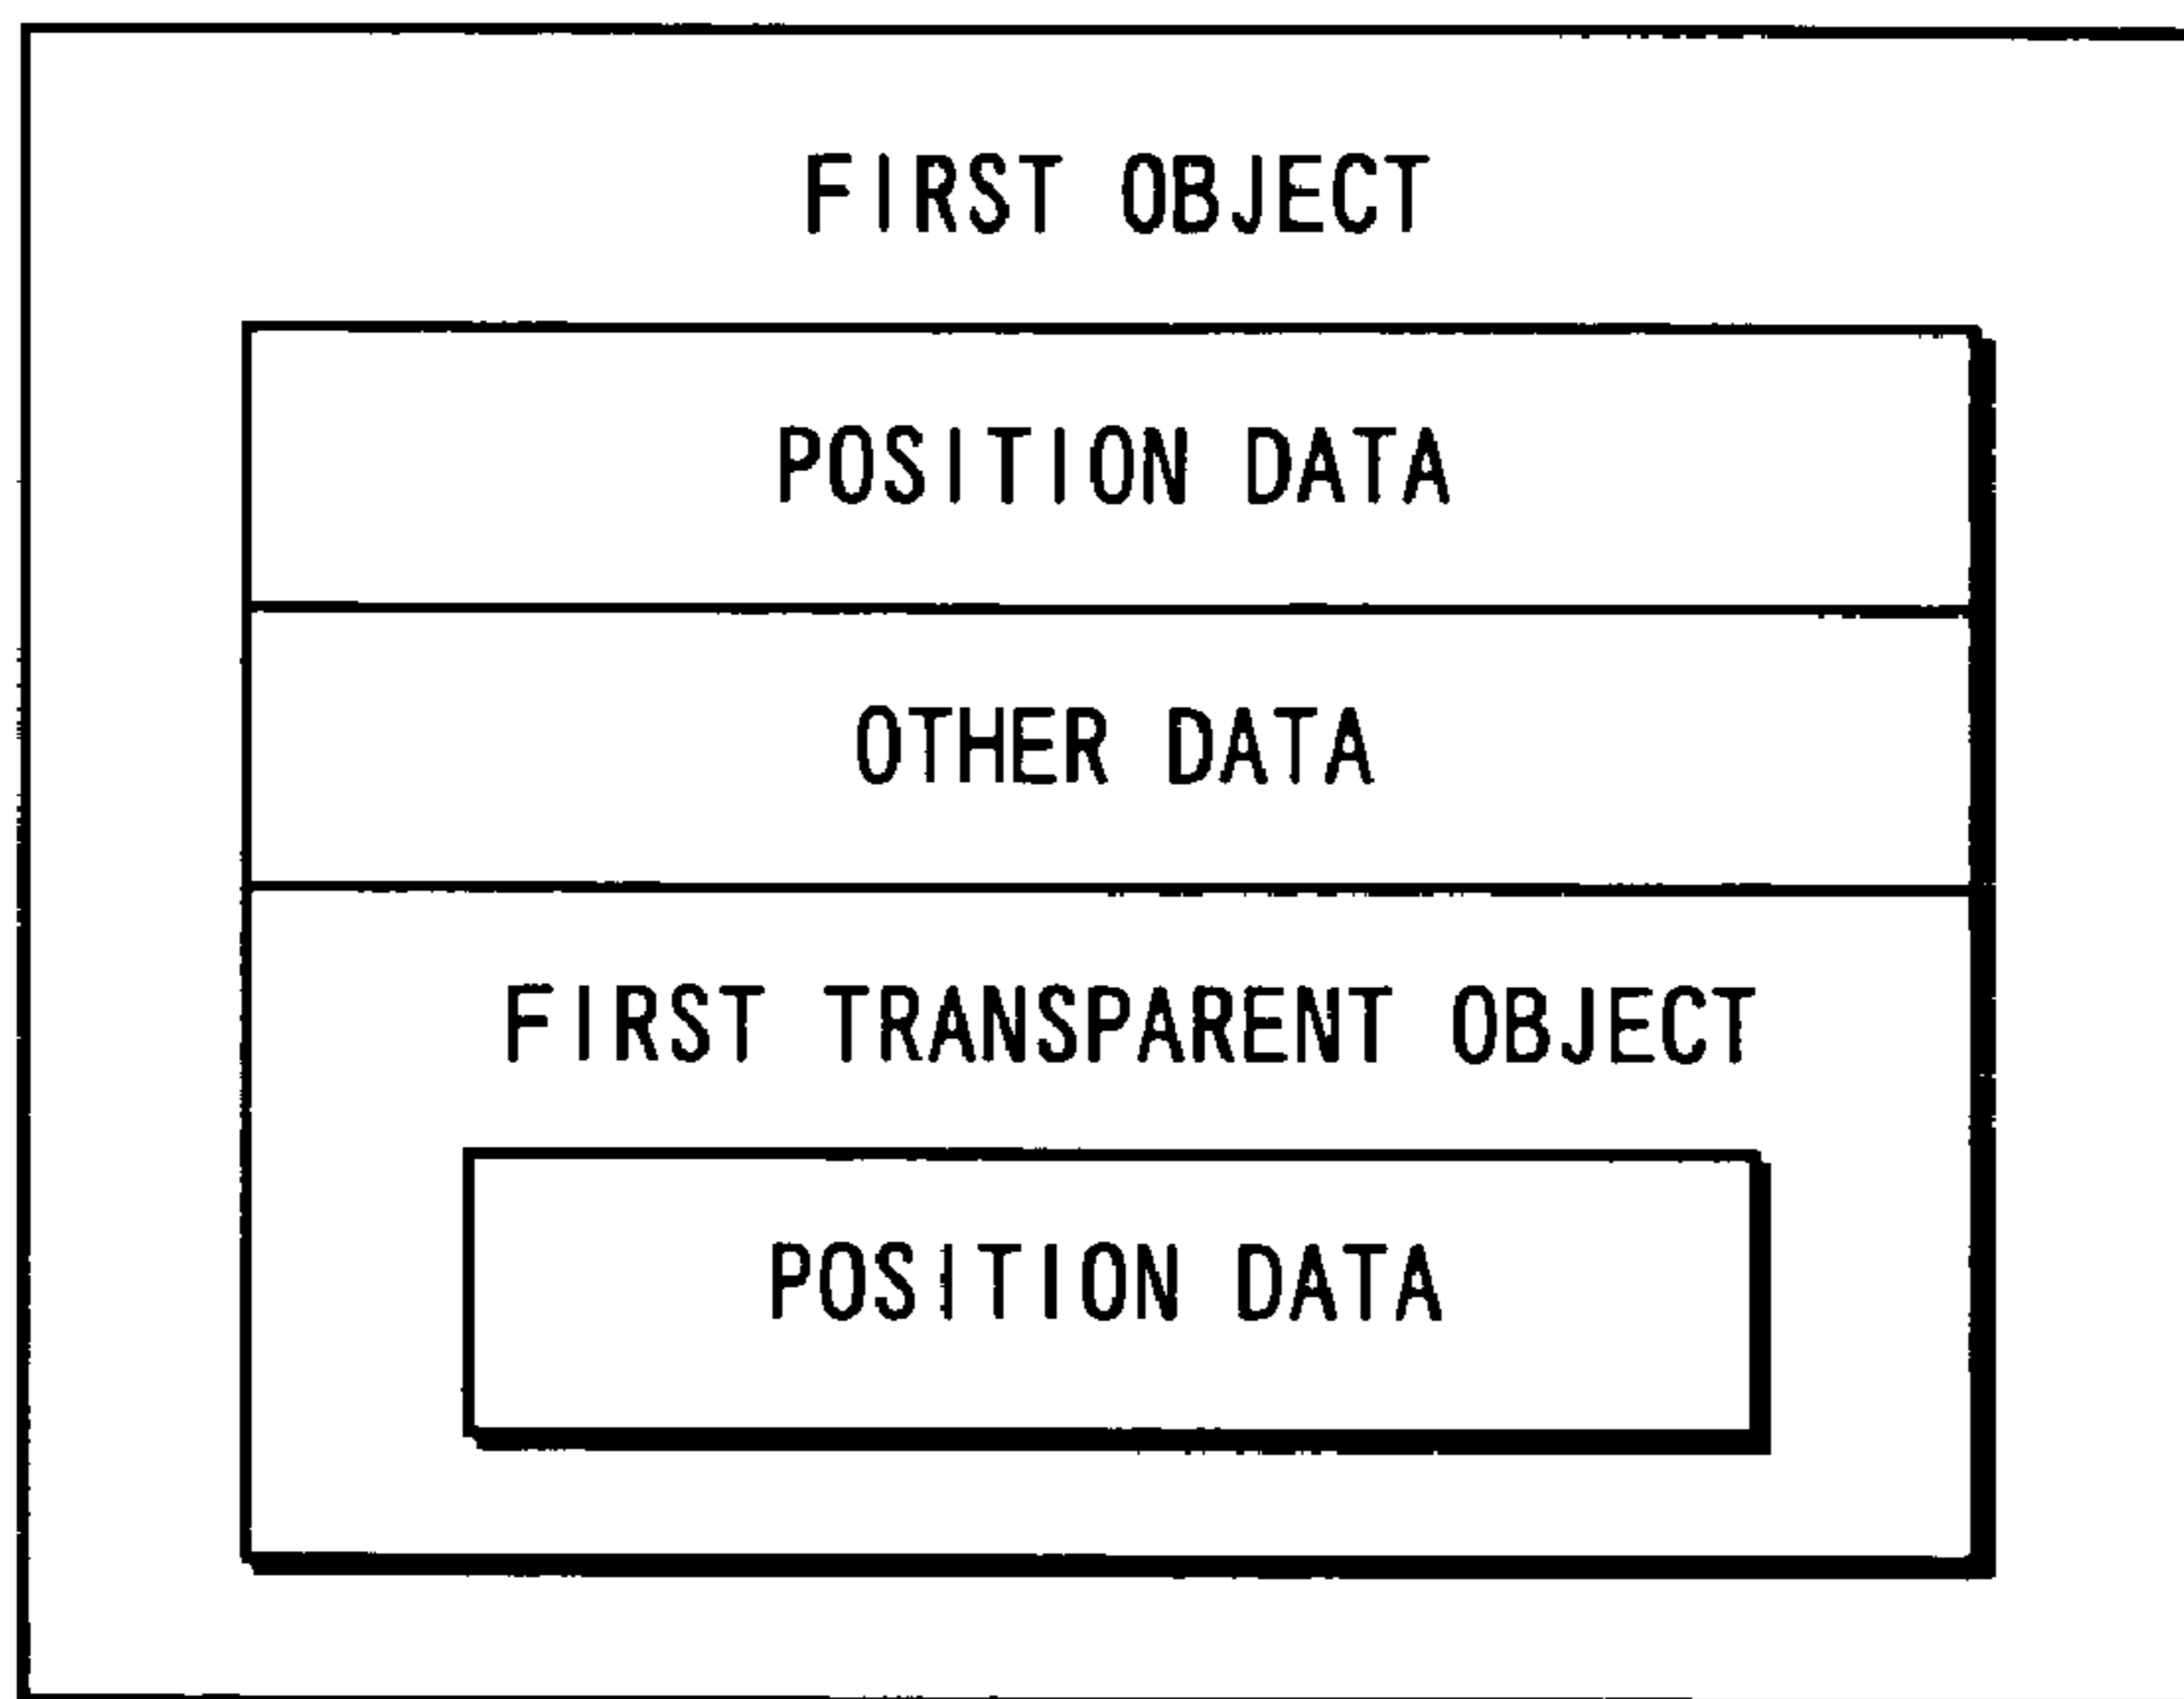 FIRST OBJECT
POSITION DATA
OTHER DATA
FIRST TRANSPARENT OBJECT
POSITION DATA